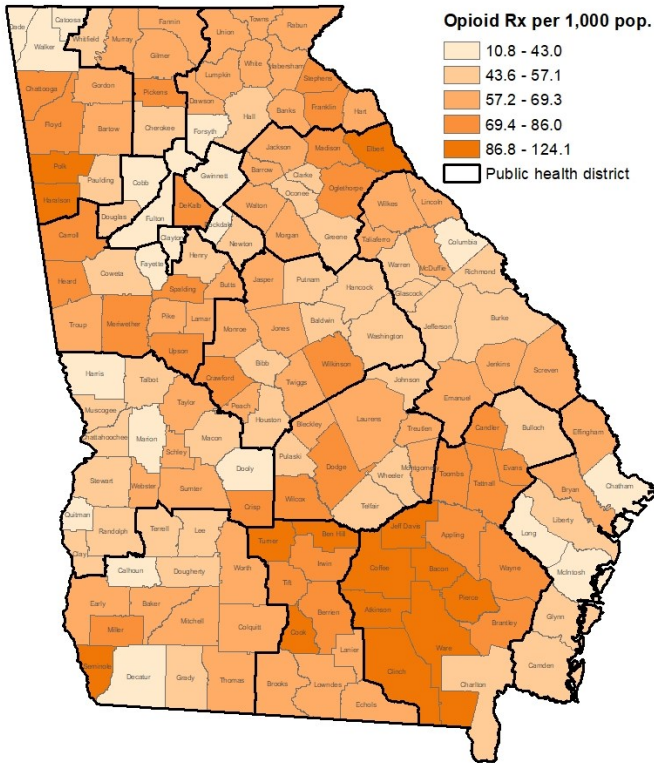 Opioid Rx per 1,000 pop.
10.8 - 43.0
43.6 - 57.1
57.2 - 69.3
69.4 - 86.0
86.8 - 124.1
Public health district
Catoosa
Fannin
Towns
Rabun
Walker
Whitfield
Murray
Union
Gilmer
White
Habersham
Lumpkin
Stephens
Chattooga
Gordon
Pickens
Dawson
Banks
Franklin
Hart
Floyd
Bartow
Cherokee
Forsyth
Hall
Jackson
Madison
Elbert
Polk
Paulding
Cobb
Gwinnett
Barrow
Clarke
Oconee
Oglethorpe
Haralson
Douglas
Fulton
DeKalb
Walton
Wilkes
Lincoln
Carroll
Clayton
Rockdale
Newton
Morgan
Greene
Taliaferro
Columbia
Heard
Coweta
Fayette
Henry
Warren
McDuffie
Richmond
Spalding
Butts
Jasper
Putnam
Hancock
Glascock
Troup
Meriwether
Pike
Lamar
Monroe
Jones
Baldwin
Washington
Jefferson
Burke
Upson
Bibb
Wilkinson
Harris
Talbot
Crawford
Twiggs
Johnson
Jenkins
Screven
Taylor
Peach
Emanuel
Muscogee
Houston
Laurens
Marion
Macon
Bleckley
Treutlen
Candler
Bulloch
Effingham
Schley
Pulaski
Dodge
Montgomery
Stewart
Webster
Sumter
Dooly
Wheeler
Toombs
Evans
Tattnall
Bryan
Chatham
Crisp
Wilcox
Telfair
Quitman
Liberty
Randolph
Terrell
Lee
Turner
Ben Hill
Jeff Davis
Appling
Long
Clay
Coffee
Calhoun
Dougherty
Worth
Irwin
Bacon
Wayne
McIntosh
Tift
Early
Baker
Mitchell
Pierce
Berrien
Atkinson
Brantley
Glynn
Miller
Colquitt
Cook
Ware
Lanier
Seminole
Decatur
Grady
Thomas
Brooks
Lowndes
Clinch
Charlton
Camden
Echols